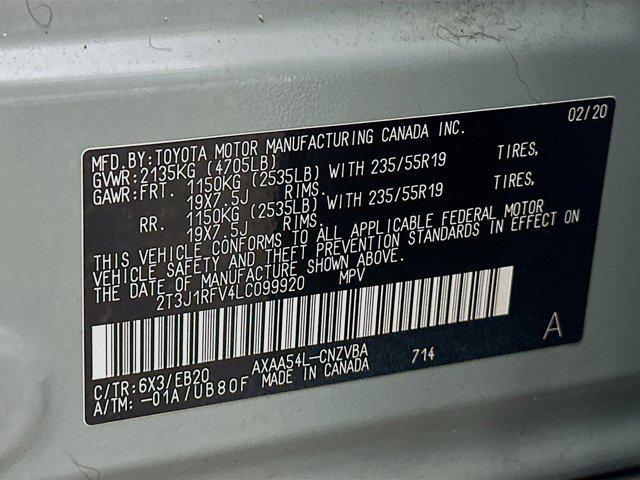 02/20
MFD.BY:TOYOTA MOTOR MANUFACTURING CANADA INC.
GVWR:2135KG (4705LB)
GAWR:FRT. 1150KG (2535LB) WITH 235/55R19 TIRES,
19X7.5J RIMS.
RR. 1150KG (2535LB) WITH 235/55R19 TIRES,
19X7.5J RIMS.
THIS VEHICLE CONFORMS TO ALL APPLICABLE FEDERAL MOTOR
VEHICLE SAFETY AND THEFT PREVENTION STANDARDS IN EFFECT ON
THE DATE OF MANUFACTURE SHOWN ABOVE.
2T3J1RFV4LC099920 MPV
A
C/TR:6X3/EB20 AXAA54L-CNZVBA 714
A/TM:-01A/UB80F MADE IN CANADA